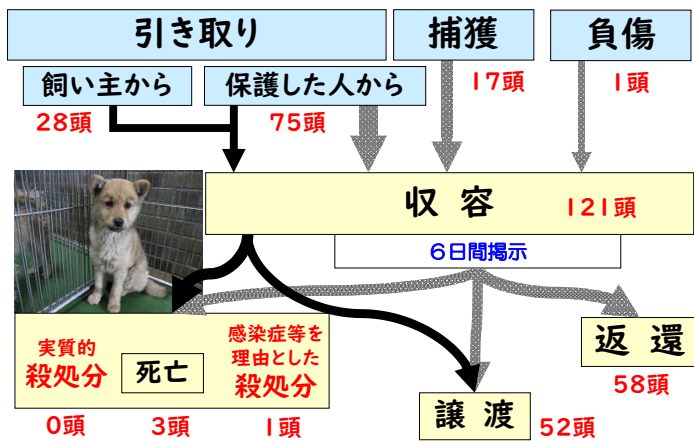 引き取り
捕獲
負傷
飼い主から
保護した人から
28頭
75頭
17頭
1頭
収容 121頭
6日間掲示
実質的
殺処分
死亡
感染症等を
理由とした
殺処分
0頭
3頭
1頭
譲渡
52頭
返還
58頭